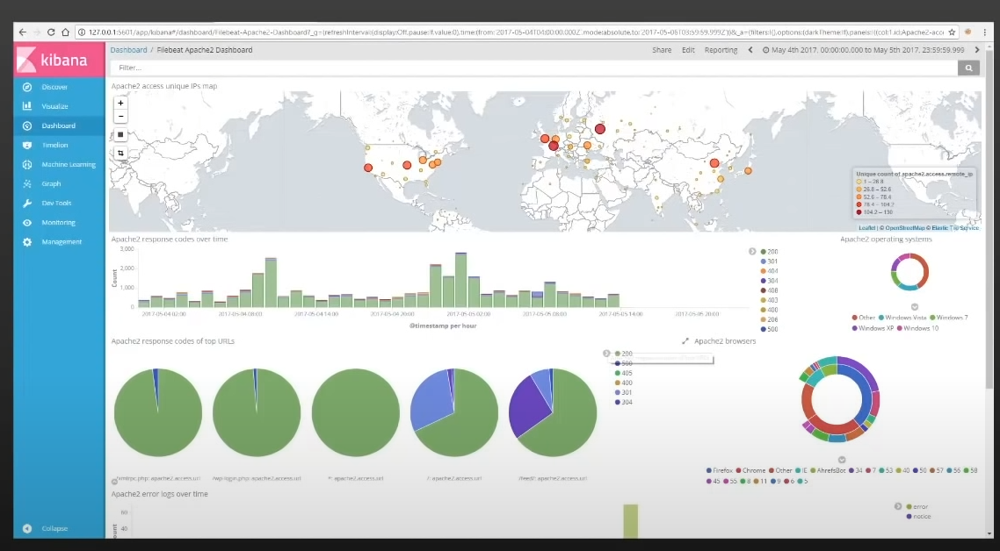 127.0.0.1:5601/app/kibana#/dashboard/Filebeat-Apache2-Dashboard?_g=(refreshInterval:(display:Off,pause:!f,value:0),time:(from:'2017-05-04T04:00:00.000Z',mode:absolute,to:'2017-05-06T03:59:59.999Z'))&_a=(filters:!(),options:(darkTheme:!f),panels:!((col:1,id:Apache2-acce
kibana
Dashboard / Filebeat Apache2 Dashboard
Share Edit Reporting May 4th 2017, 00:00:00.000 to May 5th 2017, 23:59:59.999
Filter...
Discover
Visualize
Dashboard
Timelion
Machine Learning
Graph
Dev Tools
Monitoring
Management
Collapse
Apache2 access unique IPs map
+
−
Unique count of apache2.access.remote_ip
1 – 26.8
26.8 – 52.6
52.6 – 78.4
78.4 – 104.2
104.2 – 130
Leaflet | © OpenStreetMap © Elastic Tile Service
Apache2 response codes over time
3,000
2,000
1,000
0
Count
2017-05-04 02:00 2017-05-04 08:00 2017-05-04 14:00 2017-05-04 20:00 2017-05-05 02:00 2017-05-05 08:00 2017-05-05 14:00 2017-05-05 20:00
@timestamp per hour
200
301
404
304
408
403
400
206
500
Apache2 operating systems
Other Windows Vista Windows 7
Windows XP Windows 10
Apache2 response codes of top URLs
200
500
405
400
301
304
/xmlrpc.php: apache2.access.url /wp-login.php: apache2.access.url *: apache2.access.url /: apache2.access.url /feed/: apache2.access.url
Apache2 browsers
Firefox Chrome Other IE AhrefsBot 34 7 53 40 50 57 56 58
45 55 8 11 9 6 5
Apache2 error logs over time
60
40
ount
error
notice